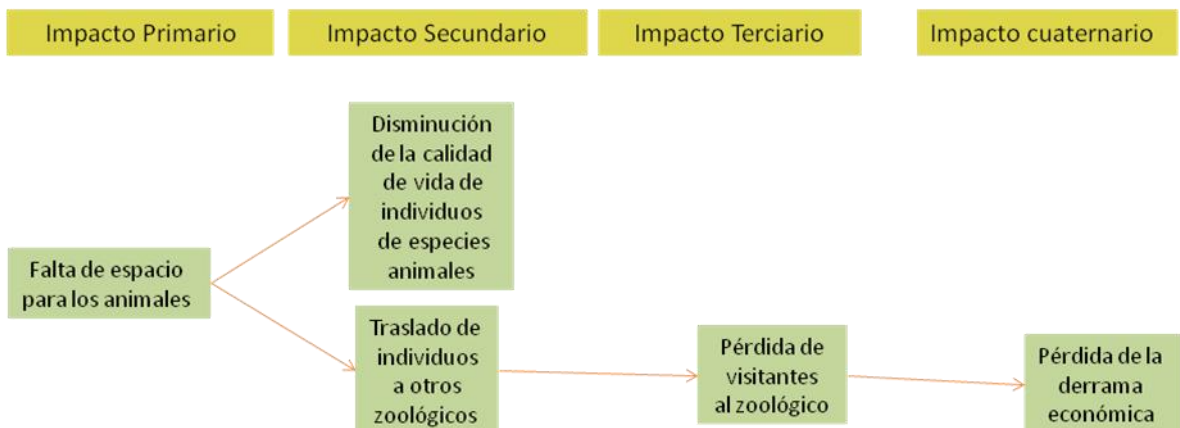 Impacto Primario
Impacto Secundario
Impacto Terciario
Impacto cuaternario
Disminución
de la calidad
de vida de
individuos
de especies
animales
Falta de espacio
para los animales
Traslado de
individuos
a otros
zoológicos
Pérdida de
visitantes
al zoológico
Pérdida de la
derrama
económica